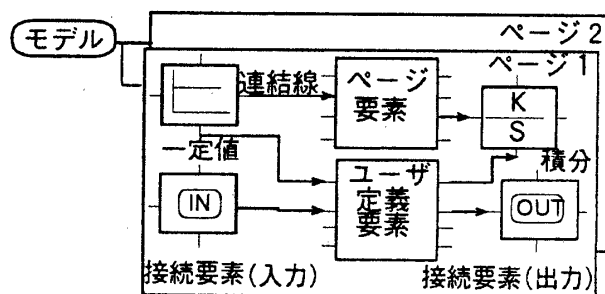 モデル
ページ 2
ページ 1
連結線
ページ
要素
K
S
一定値
積分
ユーザ
定義
要素
IN
OUT
接続要素(入力)
接続要素(出力)